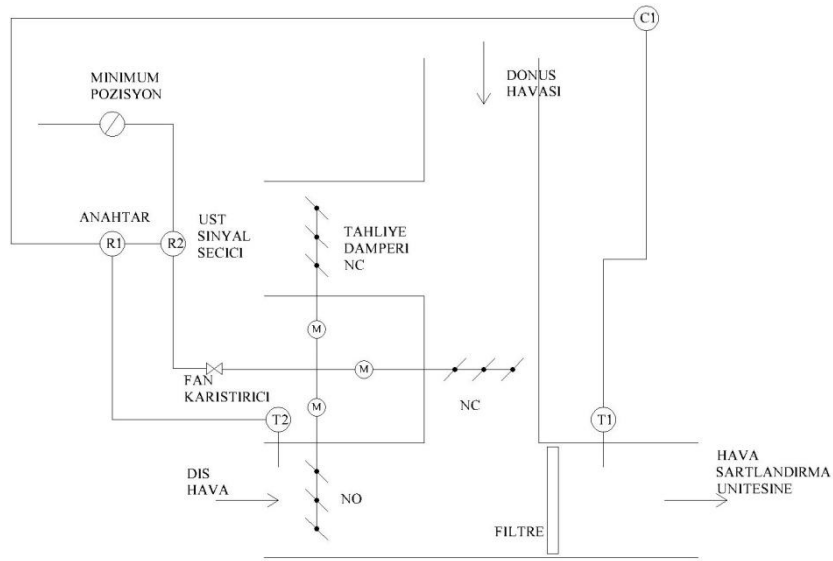 C1
MINIMUM
POZISYON
DONUS
HAVASI
ANAHTAR
UST
SINYAL
SECICI
R1
R2
TAHLIYE
DAMPERI
NC
M
M
FAN
KARISTIRICI
M
NC
T2
T1
DIS
HAVA
NO
FILTRE
HAVA
SARTLANDIRMA
UNITESINE